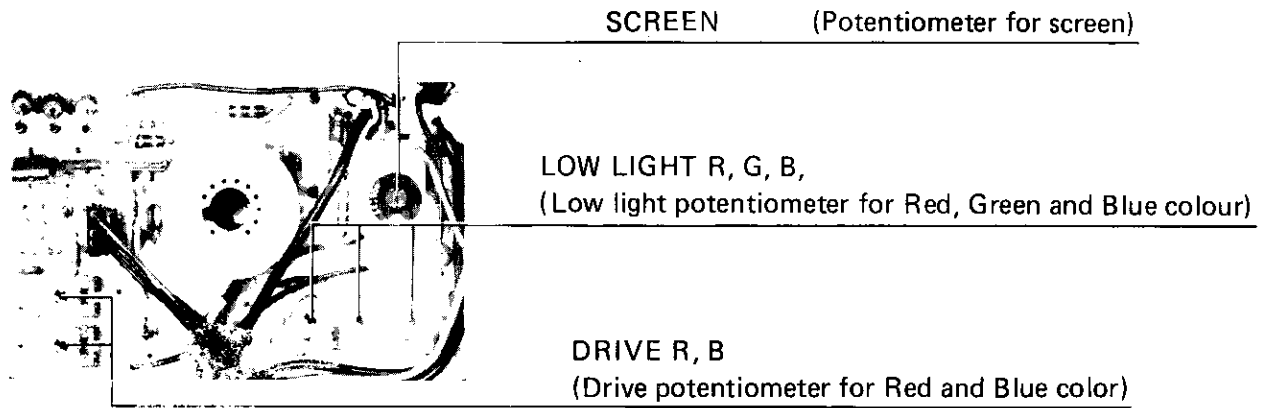 SCREEN (Potentiometer for screen)
LOW LIGHT R, G, B,
(Low light potentiometer for Red, Green and Blue colour)
DRIVE R, B
(Drive potentiometer for Red and Blue color)